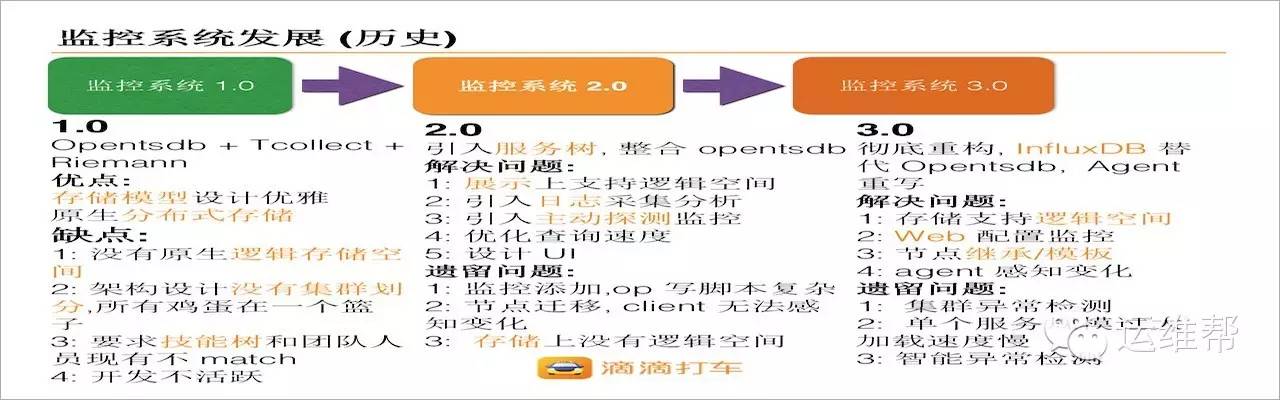 监控系统发展 (历史)
监控系统 1.0
监控系统 2.0
监控系统 3.0
1.0
Opentsdb + Tcollect +
Riemann
优点:
存储模型设计优雅
原生分布式存储
缺点:
1: 没有原生逻辑存储空
间
2: 架构设计没有集群划
分,所有鸡蛋在一个篮
子
3: 要求技能树和团队人
员现有不 match
4: 开发不活跃
2.0
引入服务树, 整合 opentsdb
解决问题:
1: 展示上支持逻辑空间
2: 引入日志采集分析
3: 引入主动探测监控
4: 优化查询速度
5: 设计 UI
遗留问题:
1: 监控添加,op 写脚本复杂
2: 节点迁移, client 无法感
知变化
3: 存储上没有逻辑空间
3.0
彻底重构, InfluxDB 替
代 Opentsdb, Agent
重写
解决问题:
1: 存储支持逻辑空间
2: Web 配置监控
3: 节点继承/模板
4: agent 感知变化
遗留问题:
1: 集群异常检测
2: 单个服务 模过
加载速度慢
3: 智能异常检测
滴滴打车
运维帮